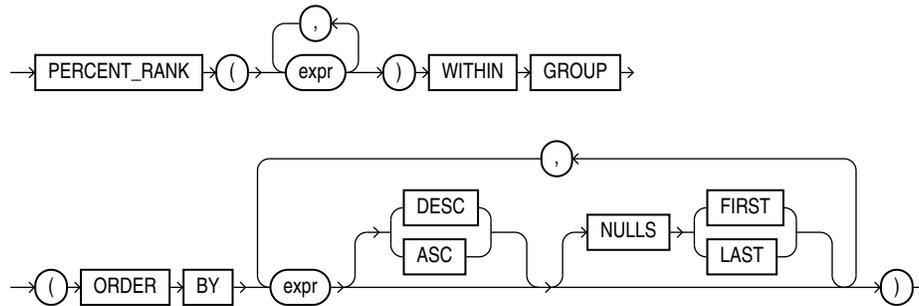 ,
PERCENT_RANK ( expr ) WITHIN GROUP
,
DESC FIRST
NULLS
ASC LAST
( ORDER BY expr )